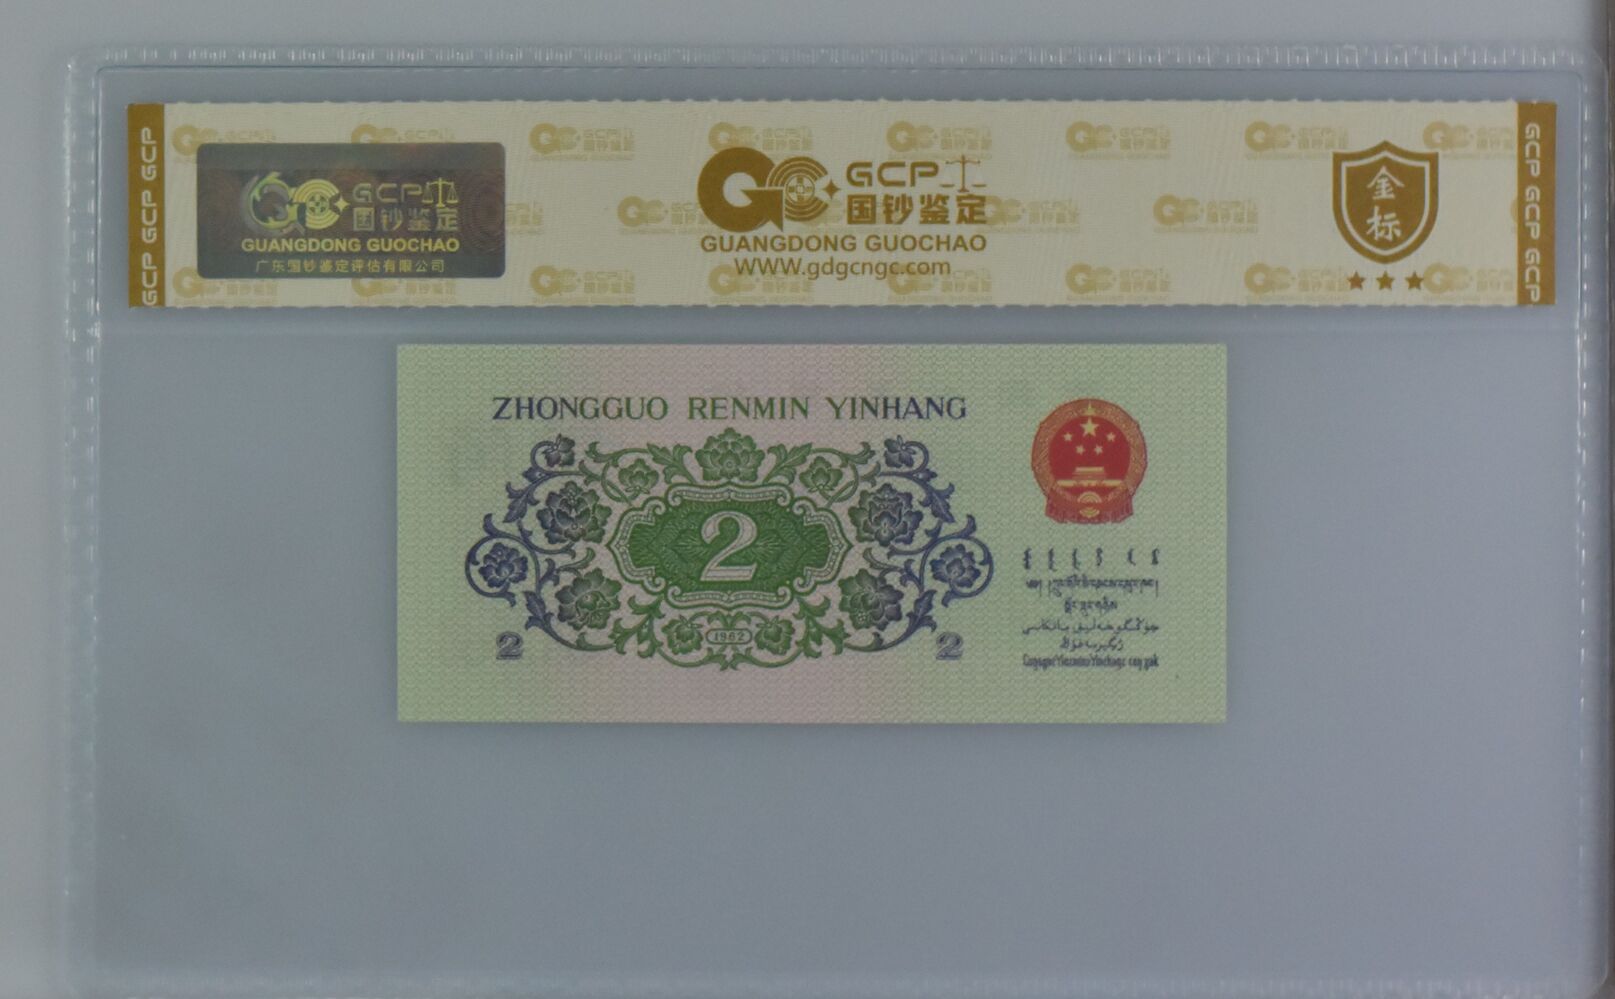 GCP GCP GCP
GCP 国钞鉴定
GUANGDONG GUOCHAO
广东国钞鉴定评估有限公司
GCP
国钞鉴定
GUANGDONG GUOCHAO
WWW.gdgcngc.com
金标
GCP GCP GCP
ZHONGGUO RENMIN YINHANG
2
1962
2
2